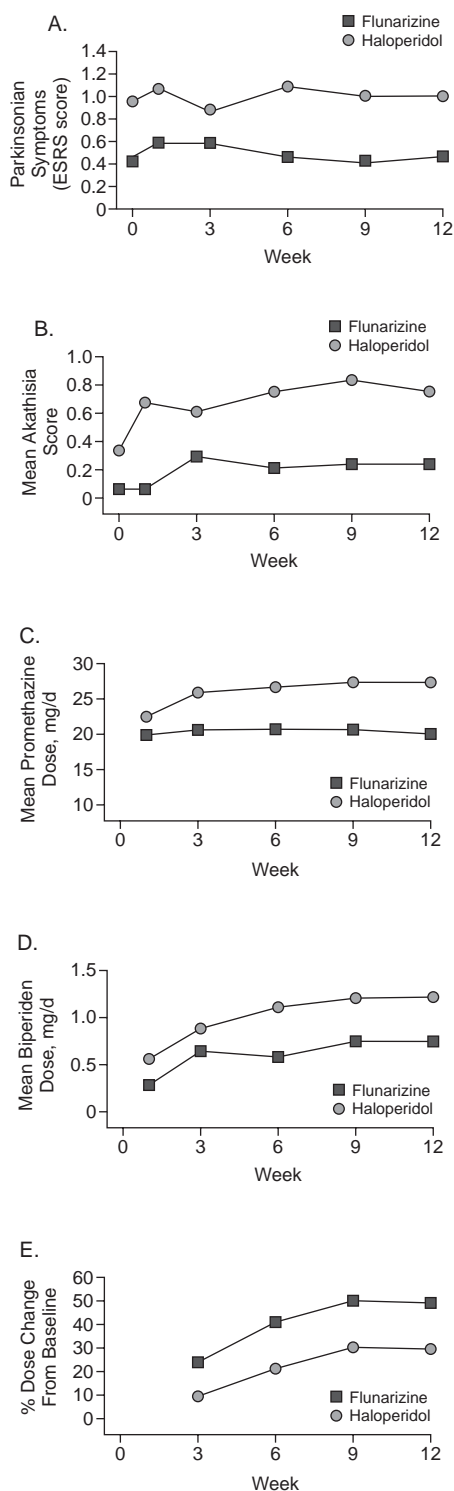 A.
Flunarizine
Haloperidol
Parkinsonian
Symptoms
(ESRS score)
1.4
1.2
1.0
0.8
0.6
0.4
0.2
0
0 3 6 9 12
Week
B.
Flunarizine
Haloperidol
Mean Akathisia
Score
1.0
0.8
0.6
0.4
0.2
0
0 3 6 9 12
Week
C.
Mean Promethazine
Dose, mg/d
30
25
20
15
10
Flunarizine
Haloperidol
0 3 6 9 12
Week
D.
Mean Biperiden
Dose, mg/d
1.5
1.0
0.5
0
Flunarizine
Haloperidol
0 3 6 9 12
Week
E.
% Dose Change
From Baseline
60
50
40
30
20
10
0
Flunarizine
Haloperidol
0 3 6 9 12
Week